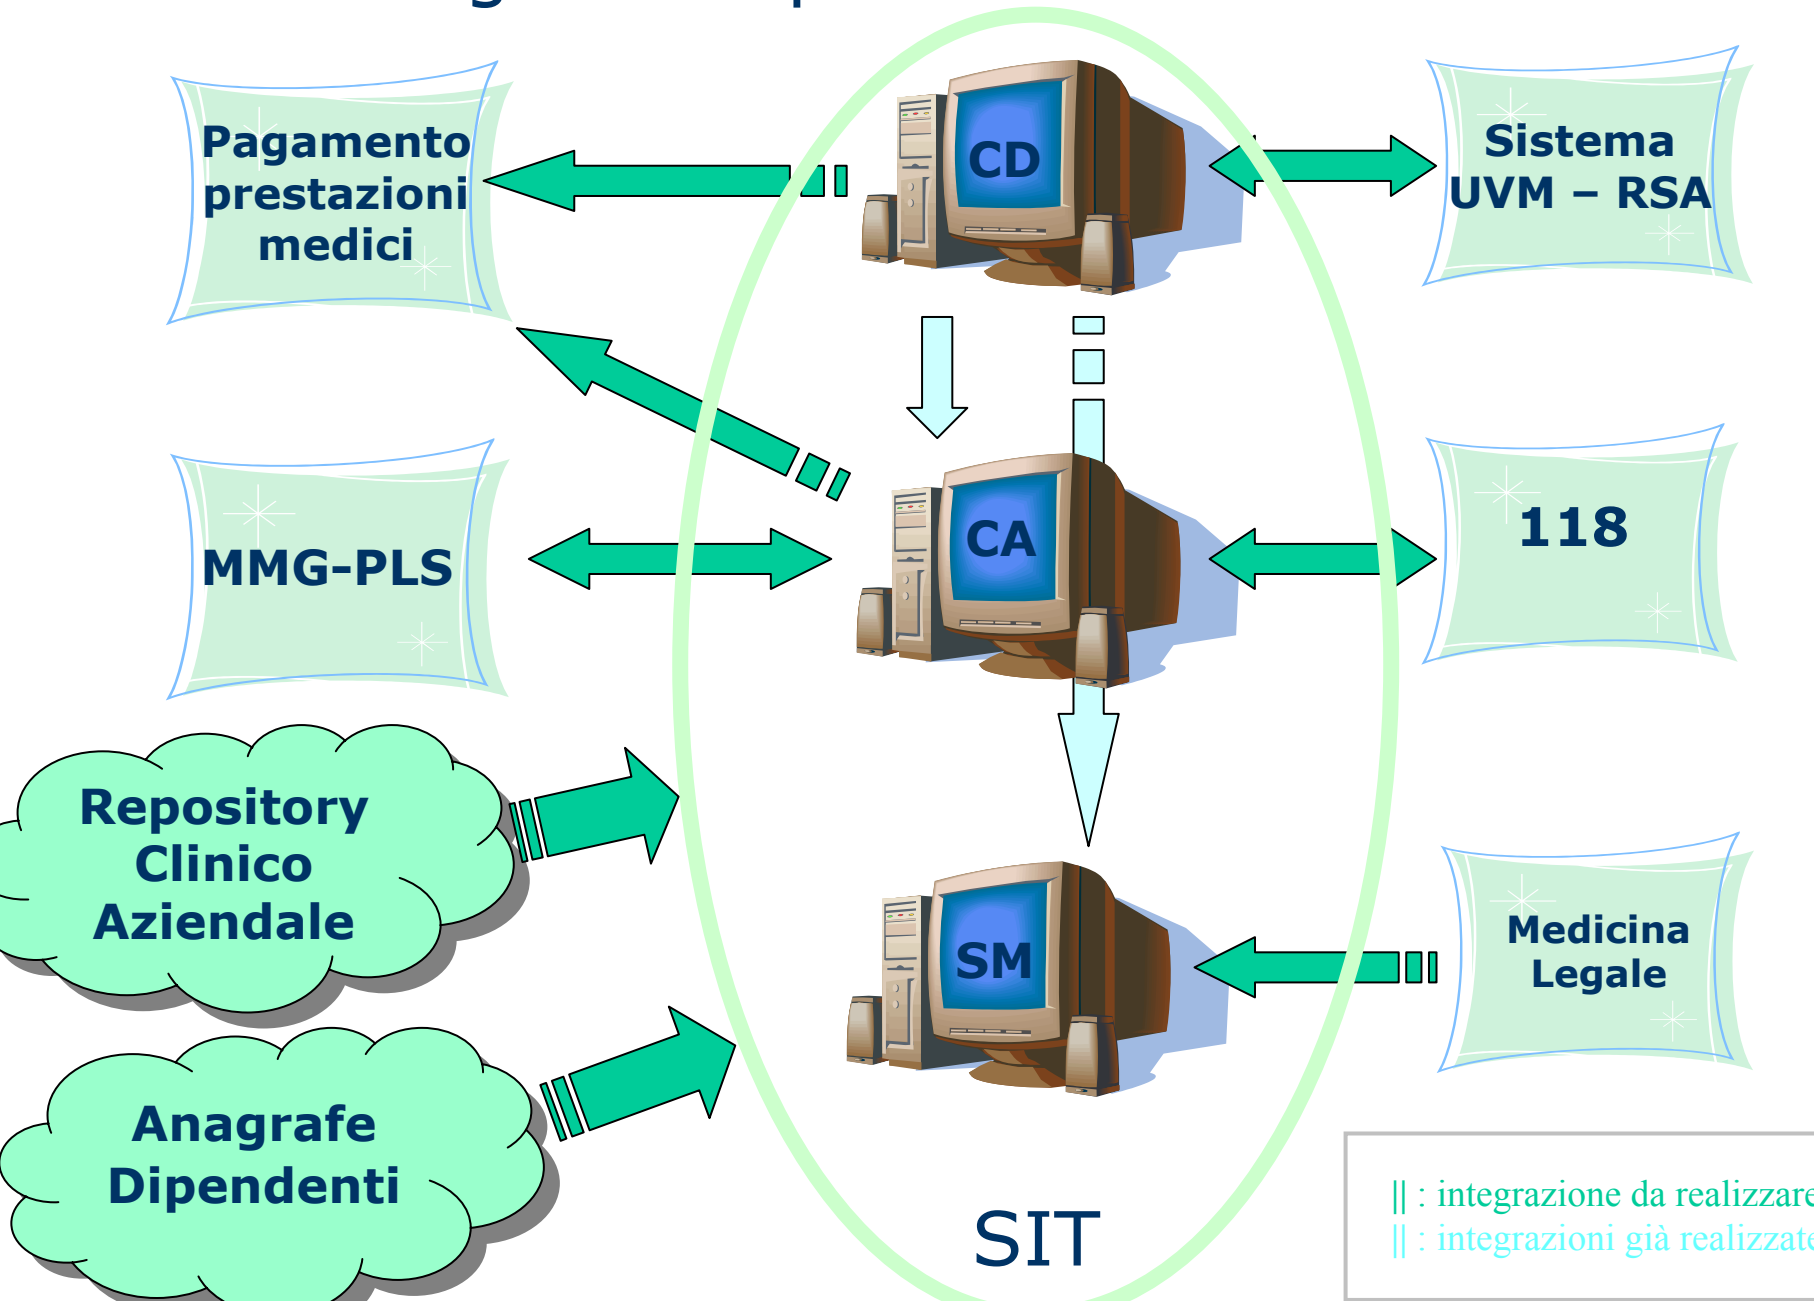 Pagamento
prestazioni
medici
CD
Sistema
UVM – RSA
MMG-PLS
CA
118
Repository
Clinico
Aziendale
SM
Medicina
Legale
Anagrafe
Dipendenti
SIT
|| : integrazione da realizzare
|| : integrazioni già realizzate